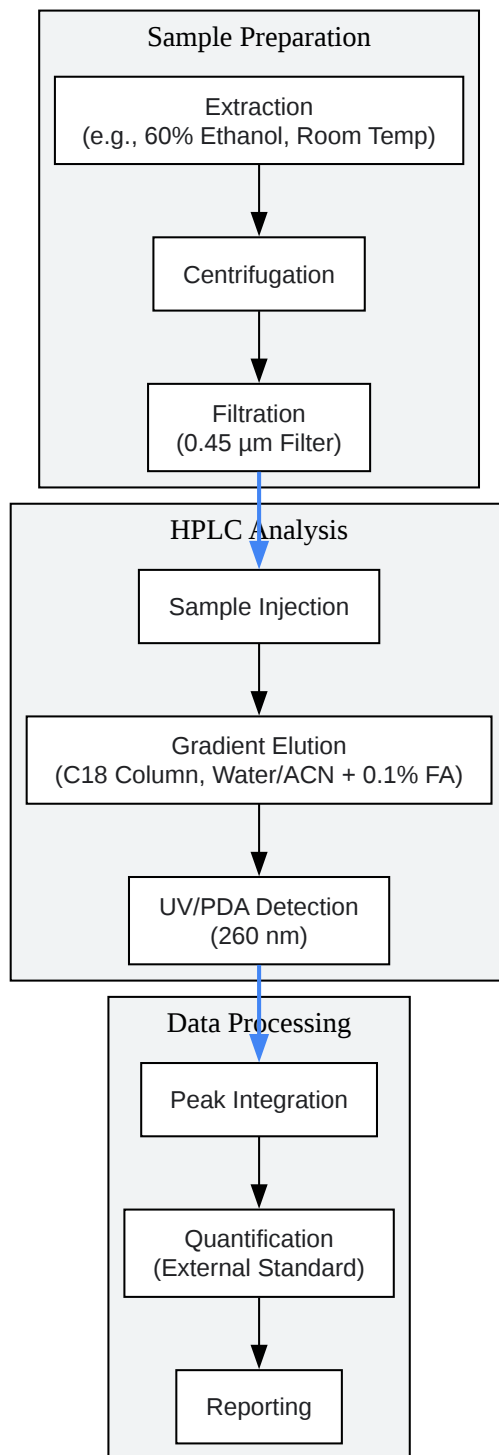 Sample Preparation
Extraction
(e.g., 60% Ethanol, Room Temp)
Centrifugation
Filtration
(0.45 µm Filter)
HPLC Analysis
Sample Injection
Gradient Elution
(C18 Column, Water/ACN + 0.1% FA)
UV/PDA Detection
(260 nm)
Data Processing
Peak Integration
Quantification
(External Standard)
Reporting